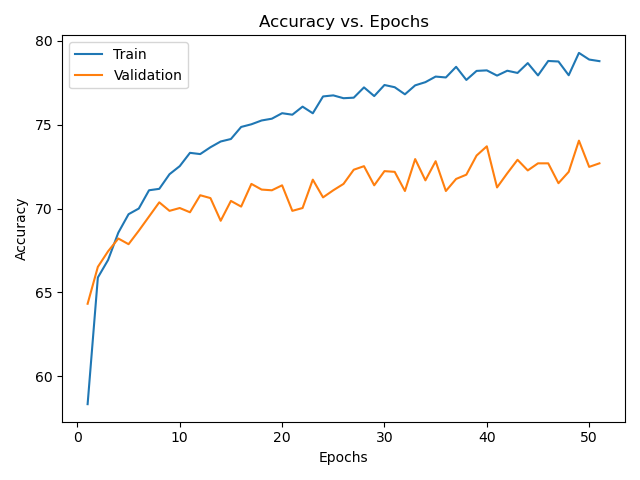 Accuracy vs. Epochs
Train
Validation
Accuracy
80
75
70
65
60
0 10 20 30 40 50
Epochs